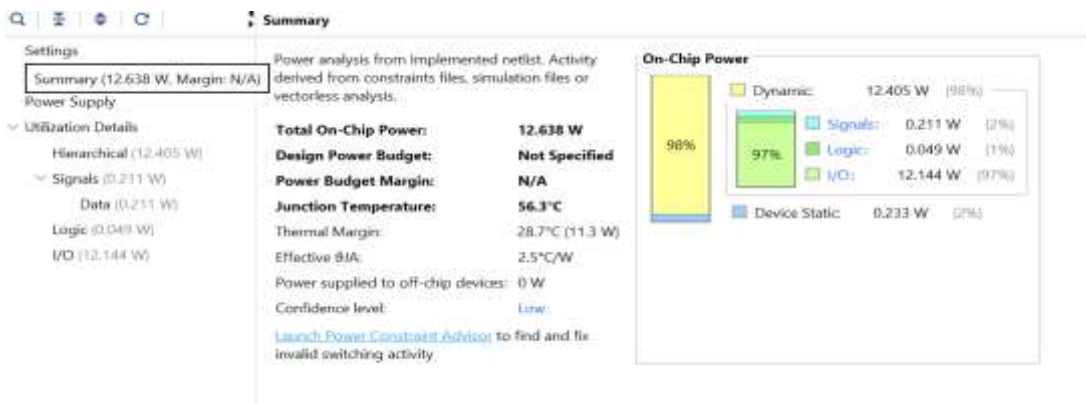 Summary
Settings
Summary (12.638 W, Margin: N/A)
Power Supply
Utilization Details
Hierarchical (12.405 W)
Signals (0.211 W)
Data (0.211 W)
Logic (0.049 W)
I/O (12.144 W)
Power analysis from Implemented netlist. Activity
derived from constraints files, simulation files or
vectorless analysis.
Total On-Chip Power: 12.638 W
Design Power Budget: Not Specified
Power Budget Margin: N/A
Junction Temperature: 56.3°C
Thermal Margin: 28.7°C (11.3 W)
Effective ϑJA: 2.5°C/W
Power supplied to off-chip devices: 0 W
Confidence level: Low
Launch Power Constraint Advisor to find and fix
invalid switching activity
On-Chip Power
Dynamic: 12.405 W (98%)
Signals: 0.211 W (2%)
98%
97%
Logic: 0.049 W (1%)
I/O: 12.144 W (97%)
Device Static: 0.233 W (2%)